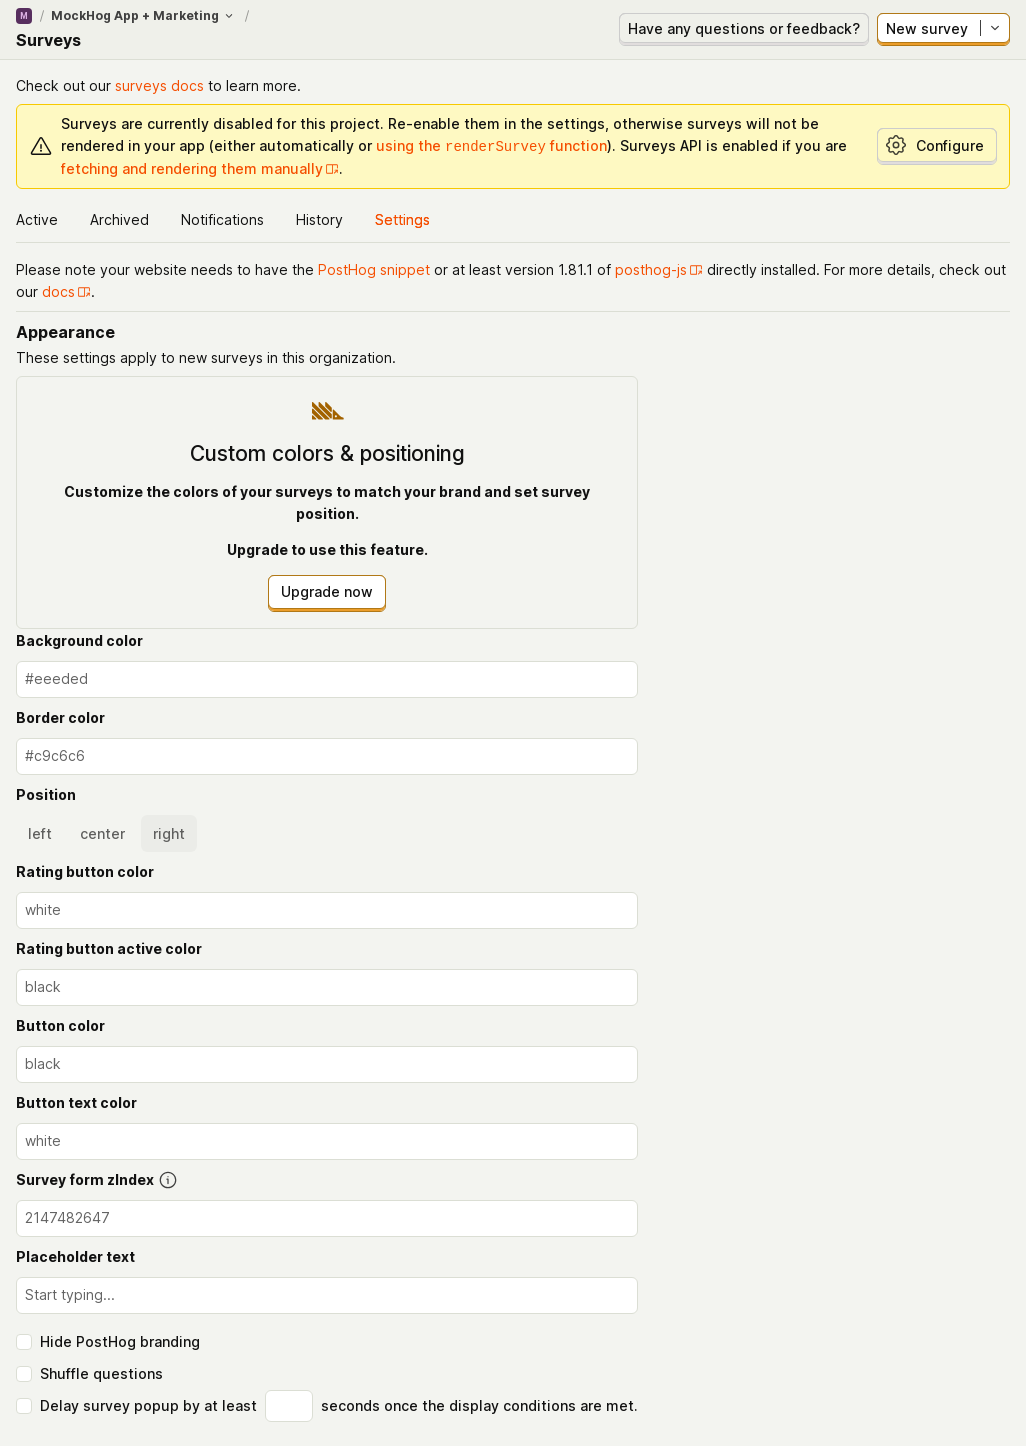 M / MockHog App + Marketing /
Surveys
Have any questions or feedback?
New survey
Check out our surveys docs to learn more.
Surveys are currently disabled for this project. Re-enable them in the settings, otherwise surveys will not be
rendered in your app (either automatically or using the renderSurvey function). Surveys API is enabled if you are
fetching and rendering them manually.
Configure
Active Archived Notifications History Settings
Please note your website needs to have the PostHog snippet or at least version 1.81.1 of posthog-js directly installed. For more details, check out
our docs.
Appearance
These settings apply to new surveys in this organization.
Custom colors & positioning
Customize the colors of your surveys to match your brand and set survey
position.
Upgrade to use this feature.
Upgrade now
Background color
#eeeded
Border color
#c9c6c6
Position
left center right
Rating button color
white
Rating button active color
black
Button color
black
Button text color
white
Survey form zIndex
2147482647
Placeholder text
Start typing...
Hide PostHog branding
Shuffle questions
Delay survey popup by at least seconds once the display conditions are met.